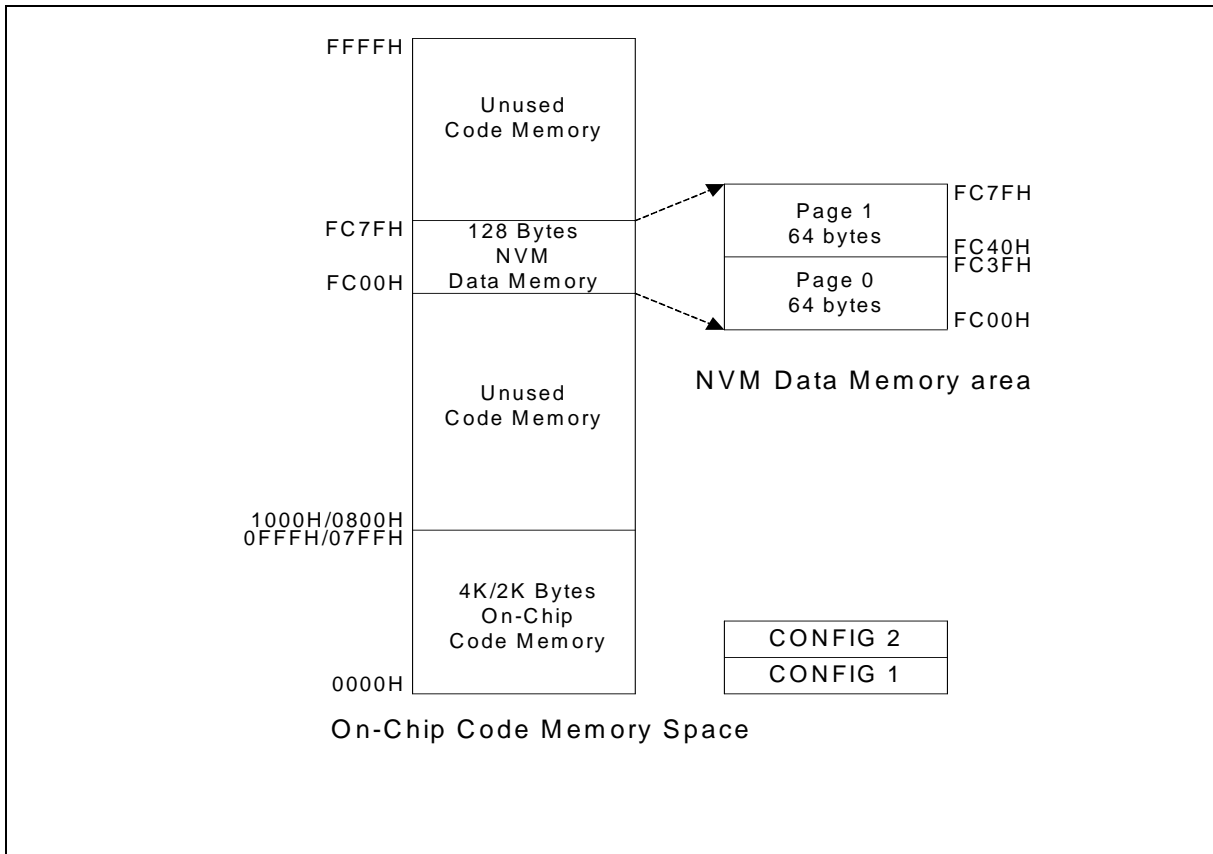 FFFFH
Unused
Code Memory
FC7FH
128 Bytes
NVM
Data Memory
FC00H
Unused
Code Memory
1000H/0800H
0FFFH/07FFH
4K/2K Bytes
On-Chip
Code Memory
0000H
On-Chip Code Memory Space
FC7FH
Page 1
64 bytes
FC40H
FC3FH
Page 0
64 bytes
FC00H
NVM Data Memory area
CONFIG 2
CONFIG 1